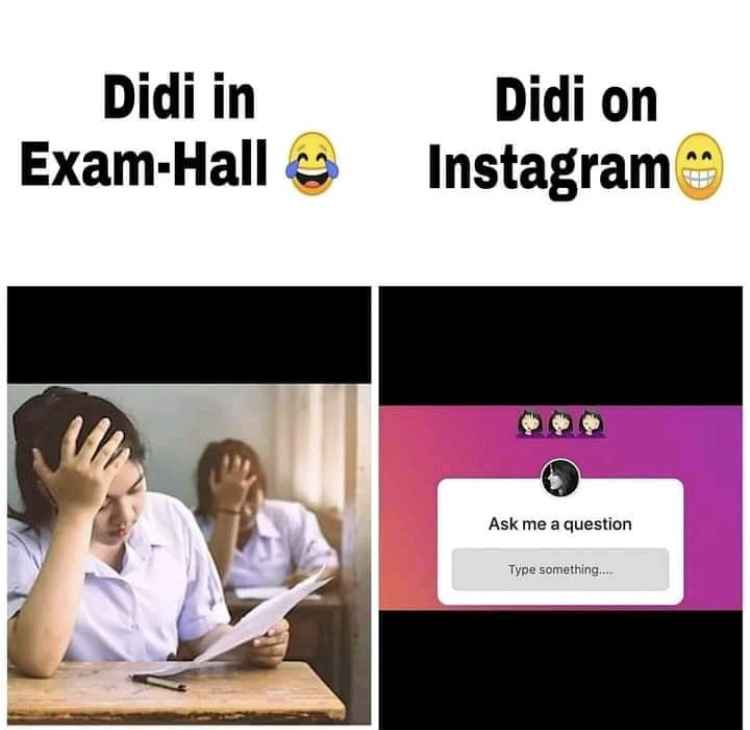 Didi in
Exam-Hall 😂
Didi on
Instagram😁
🤦🏻‍♀️🤦🏻‍♀️🤦🏻‍♀️
Ask me a question
Type something....